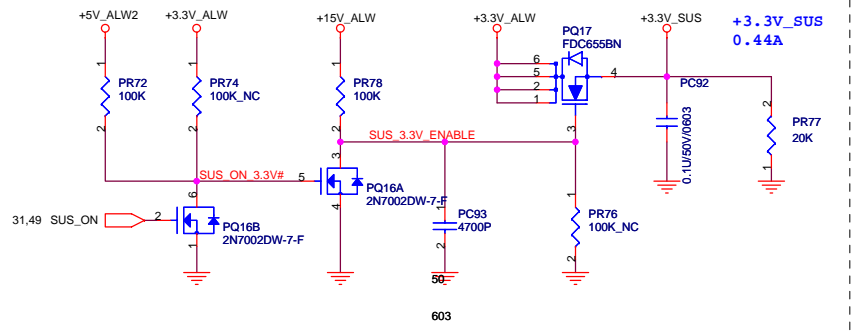 +5V_ALW2
+3.3V_ALW
+15V_ALW
+3.3V_ALW
+3.3V_SUS
+3.3V_SUS
0.44A
PQ17
FDC655BN
6
5
2
1
4
3
1
PR72
100K
2
1
PR74
100K_NC
2
1
PR78
100K
2
PC92
0.1U/50V/0603
1
2
2
PR77
20K
1
SUS_3.3V_ENABLE
SUS_ON_3.3V#
5
3
4
PQ16A
2N7002DW-7-F
31,49 SUS_ON
2
6
1
PQ16B
2N7002DW-7-F
1
PC93
4700P
2
1
PR76
100K_NC
2
50
603